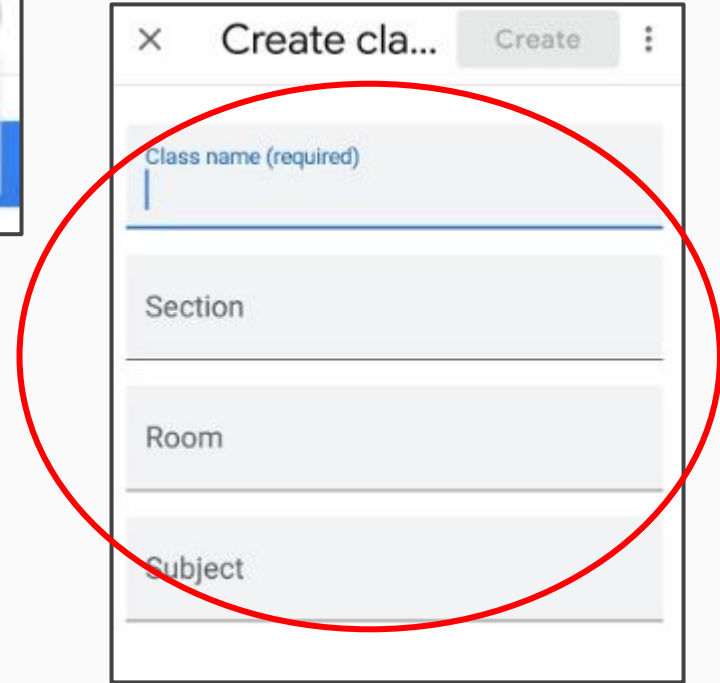 Create cla... Create
Class name (required)
Section
Room
Subject